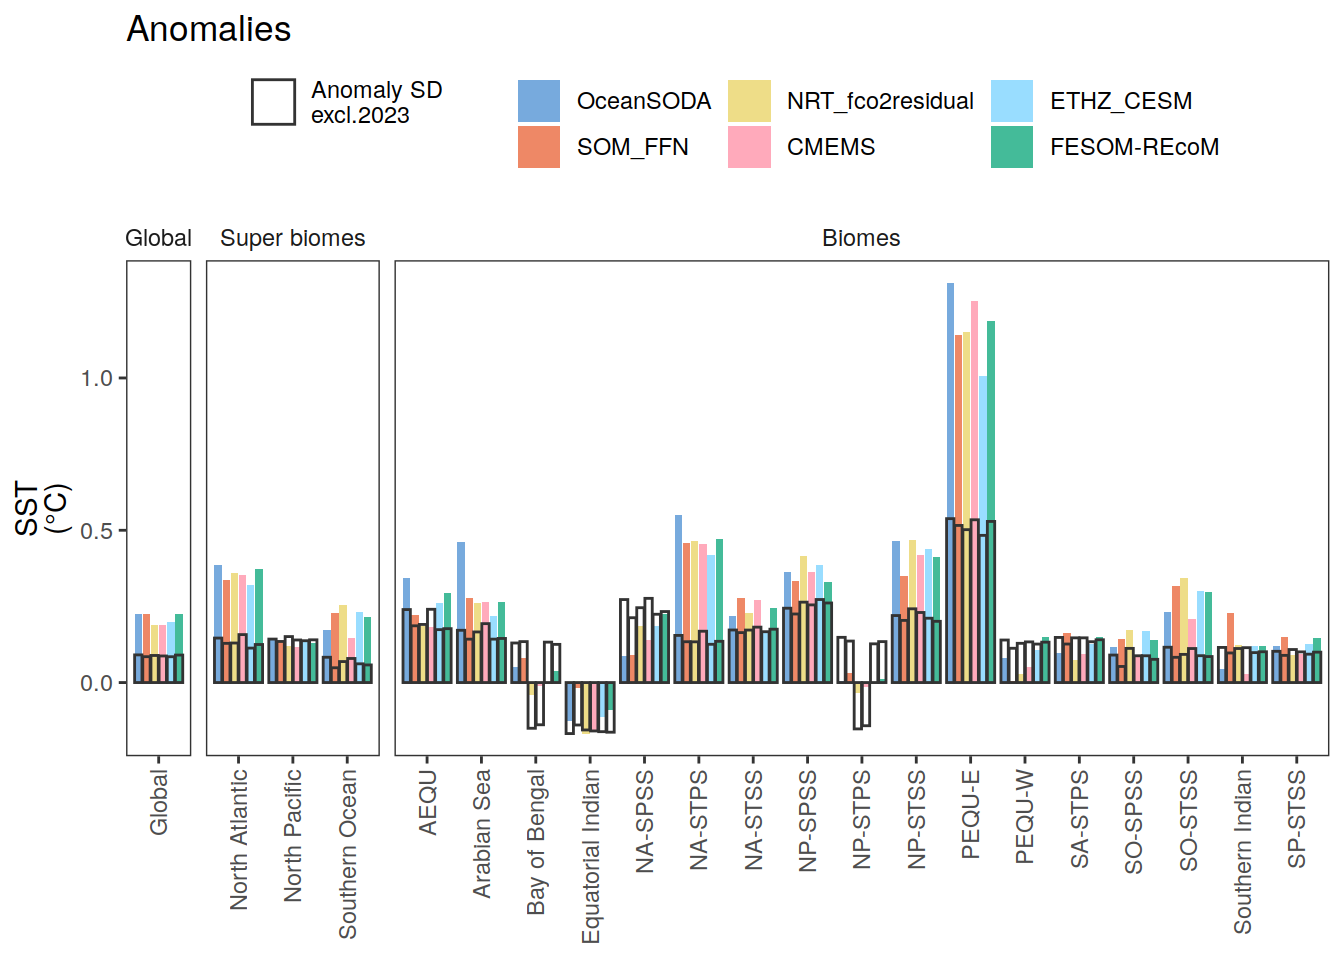 Anomalies
Anomaly SD
excl.2023
OceanSODA
NRT_fco2residual
ETHZ_CESM
SOM_FFN
CMEMS
FESOM-REcoM
Global
Super biomes
Biomes
SST
(°C)
1.0
0.5
0.0
Global
North Atlantic
North Pacific
Southern Ocean
AEQU
Arabian Sea
Bay of Bengal
Equatorial Indian
NA-SPSS
NA-STPS
NA-STSS
NP-SPSS
NP-STPS
NP-STSS
PEQU-E
PEQU-W
SA-STPS
SO-SPSS
SO-STSS
Southern Indian
SP-STSS